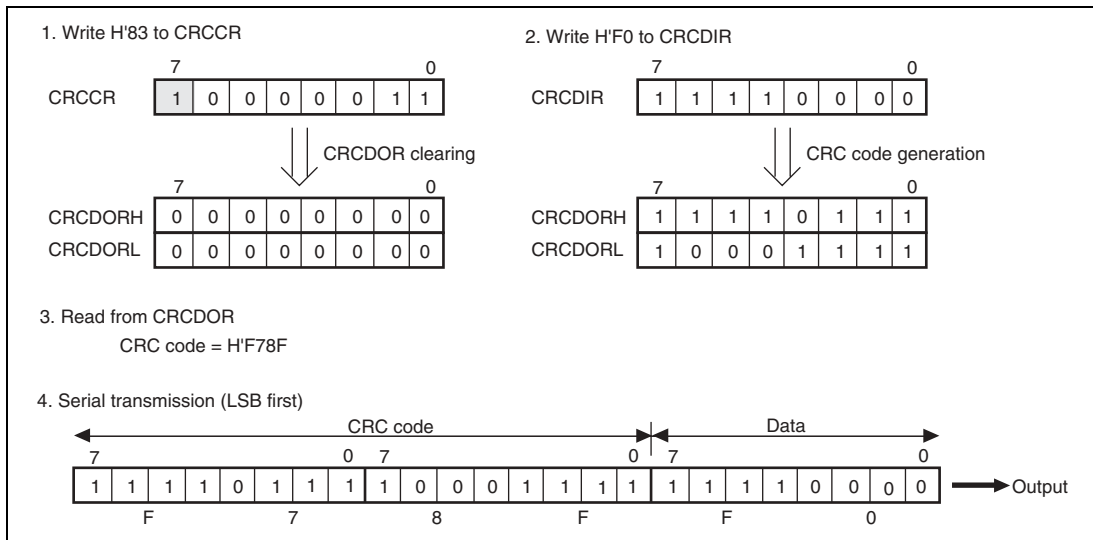 1. Write H'83 to CRCCR
7 0
CRCCR 1 0 0 0 0 0 1 1
CRCDOR clearing
7 0
CRCDORH 0 0 0 0 0 0 0 0
CRCDORL 0 0 0 0 0 0 0 0
2. Write H'F0 to CRCDIR
7 0
CRCDIR 1 1 1 1 0 0 0 0
CRC code generation
7 0
CRCDORH 1 1 1 1 0 1 1 1
CRCDORL 1 0 0 0 1 1 1 1
3. Read from CRCDOR
CRC code = H'F78F
4. Serial transmission (LSB first)
CRC code Data
7 0 7 0 7 0
1 1 1 1 0 1 1 1 1 0 0 0 1 1 1 1 1 1 1 1 0 0 0 0 Output
F 7 8 F F 0